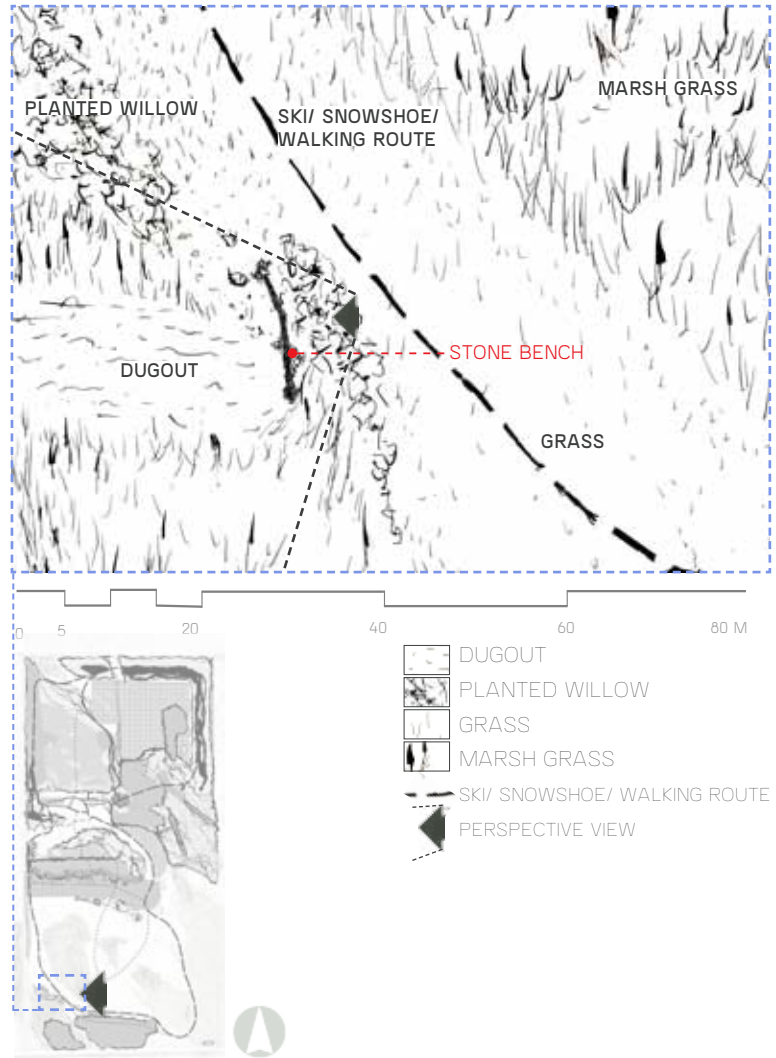 PLANTED WILLOW
SKI/ SNOWSHOE/
WALKING ROUTE
MARSH GRASS
DUGOUT
STONE BENCH
GRASS
0 5 20 40 60 80 M
DUGOUT
PLANTED WILLOW
GRASS
MARSH GRASS
SKI/ SNOWSHOE/ WALKING ROUTE
PERSPECTIVE VIEW